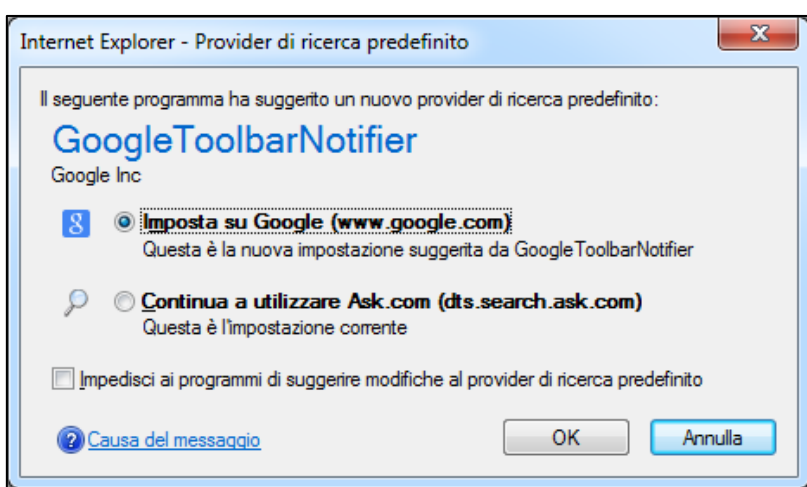 Internet Explorer - Provider di ricerca predefinito
Il seguente programma ha suggerito un nuovo provider di ricerca predefinito:
GoogleToolbarNotifier
Google Inc
Imposta su Google (www.google.com)
Questa è la nuova impostazione suggerita da GoogleToolbarNotifier
Continua a utilizzare Ask.com (dts.search.ask.com)
Questa è l'impostazione corrente
Impedisci ai programmi di suggerire modifiche al provider di ricerca predefinito
Causa del messaggio
OK Annulla